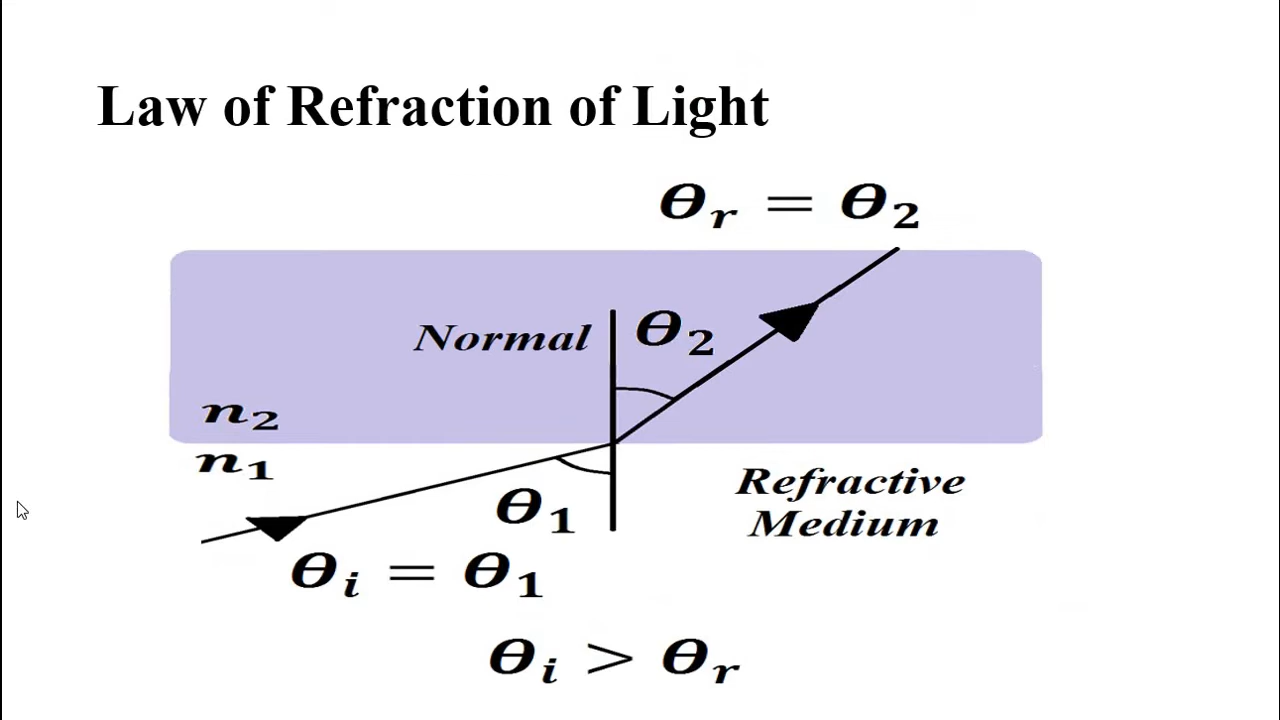 Law of Refraction of Light
θᵣ = θ₂
Normal
θ₂
n₂
n₁
θ₁
Refractive
Medium
θᵢ = θ₁
θᵢ > θᵣ